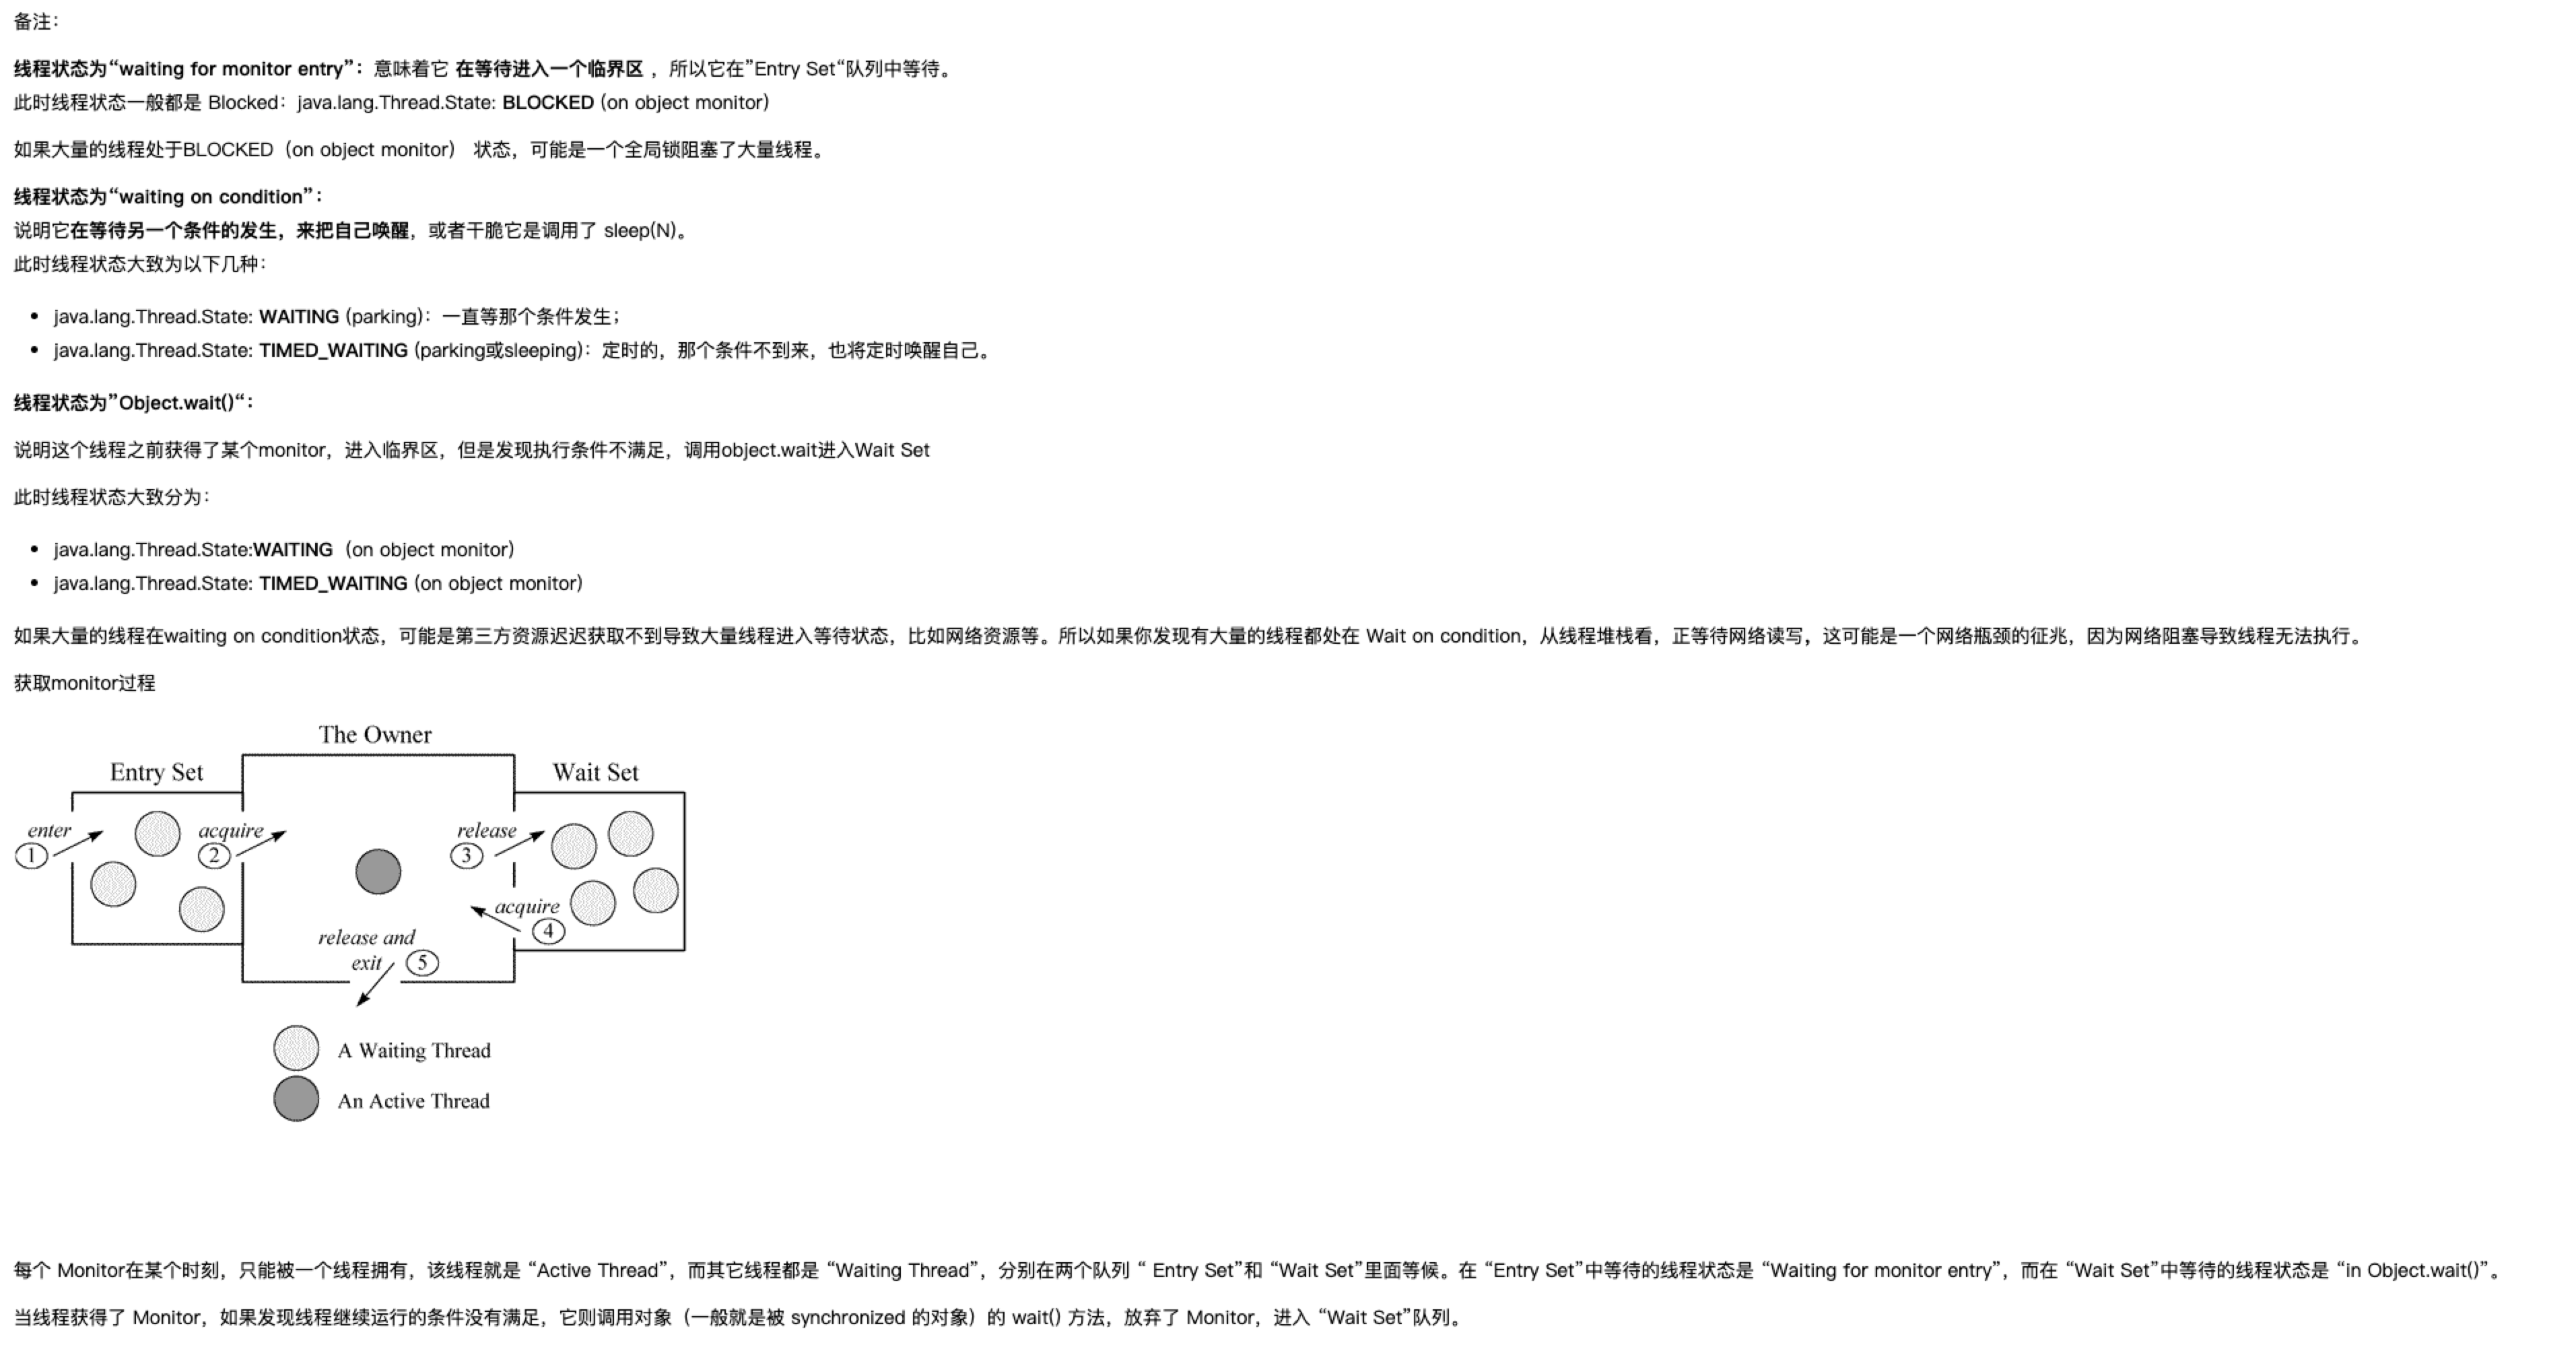 备注：
线程状态为“waiting for monitor entry”：意味着它 在等待进入一个临界区 ，所以它在”Entry Set“队列中等待。
此时线程状态一般都是 Blocked：java.lang.Thread.State: BLOCKED (on object monitor)
如果大量的线程处于BLOCKED（on object monitor） 状态，可能是一个全局锁阻塞了大量线程。
线程状态为“waiting on condition”：
说明它在等待另一个条件的发生，来把自己唤醒，或者干脆它是调用了 sleep(N)。
此时线程状态大致为以下几种：
• java.lang.Thread.State: WAITING (parking)：一直等那个条件发生；
• java.lang.Thread.State: TIMED_WAITING (parking或sleeping)：定时的，那个条件不到来，也将定时唤醒自己。
线程状态为”Object.wait()“：
说明这个线程之前获得了某个monitor，进入临界区，但是发现执行条件不满足，调用object.wait进入Wait Set
此时线程状态大致分为：
• java.lang.Thread.State:WAITING（on object monitor)
• java.lang.Thread.State: TIMED_WAITING (on object monitor)
如果大量的线程在waiting on condition状态，可能是第三方资源迟迟获取不到导致大量线程进入等待状态，比如网络资源等。所以如果你发现有大量的线程都处在 Wait on condition，从线程堆栈看，正等待网络读写，这可能是一个网络瓶颈的征兆，因为网络阻塞导致线程无法执行。
获取monitor过程
The Owner
Entry Set
Wait Set
enter
1
acquire
2
release
3
acquire
4
release and
exit 5
A Waiting Thread
An Active Thread
每个 Monitor在某个时刻，只能被一个线程拥有，该线程就是 “Active Thread”，而其它线程都是 “Waiting Thread”，分别在两个队列 “ Entry Set”和 “Wait Set”里面等候。在 “Entry Set”中等待的线程状态是 “Waiting for monitor entry”，而在 “Wait Set”中等待的线程状态是 “in Object.wait()”。
当线程获得了 Monitor，如果发现线程继续运行的条件没有满足，它则调用对象（一般就是被 synchronized 的对象）的 wait() 方法，放弃了 Monitor，进入 “Wait Set”队列。